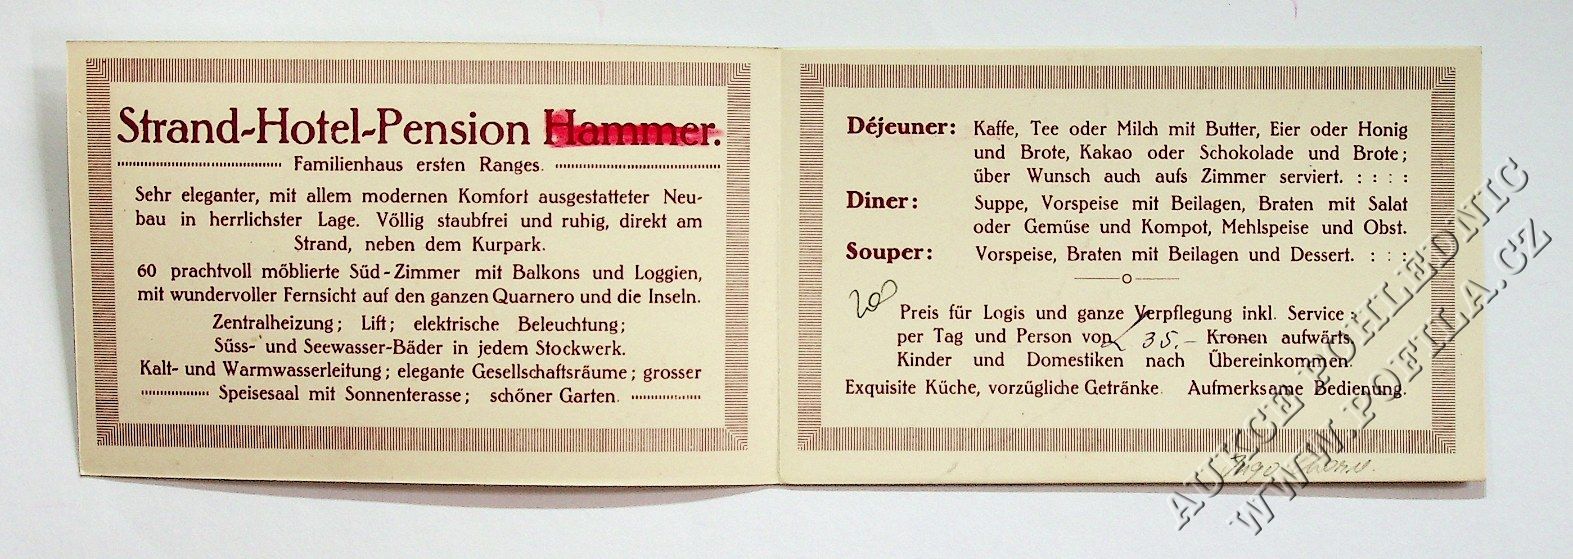 Strand-Hotel-Pension Hammer.
Familienhaus ersten Ranges.
Sehr eleganter, mit allem modernen Komfort ausgestatteter Neu-
bau in herrlichster Lage. Völlig staubfrei und ruhig, direkt am
Strand, neben dem Kurpark.
60 prachtvoll möblierte Süd-Zimmer mit Balkons und Loggien,
mit wundervoller Fernsicht auf den ganzen Quarnero und die Inseln.
Zentralheizung; Lift; elektrische Beleuchtung;
Süss- und Seewasser-Bäder in jedem Stockwerk.
Kalt- und Warmwasserleitung; elegante Gesellschaftsräume; grosser
Speisesaal mit Sonnenterasse; schöner Garten.
Déjeuner: Kaffe, Tee oder Milch mit Butter, Eier oder Honig
und Brote, Kakao oder Schokolade und Brote;
über Wunsch auch aufs Zimmer serviert. : : : :
Diner: Suppe, Vorspeise mit Beilagen, Braten mit Salat
oder Gemüse und Kompot, Mehlspeise und Obst.
Souper: Vorspeise, Braten mit Beilagen und Dessert. : : :
200
Preis für Logis und ganze Verpflegung inkl. Service :
per Tag und Person von 35.- Kronen aufwärts.
Kinder und Domestiken nach Übereinkommen.
Exquisite Küche, vorzügliche Getränke. Aufmerksame Bedienung.
AUKCE POHLEDNIC
WWW.POFILA.CZ